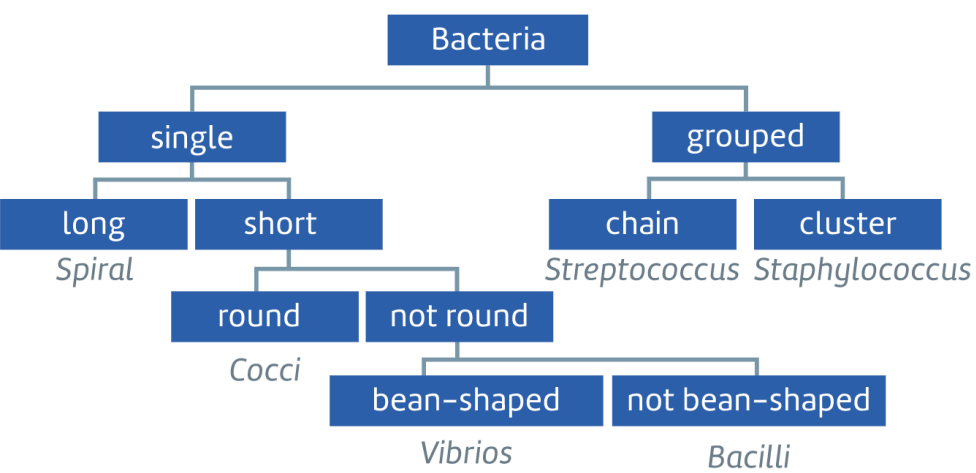 Bacteria
single
grouped
long
short
chain
cluster
Spiral
Streptococcus
Staphylococcus
round
not round
Cocci
bean-shaped
not bean-shaped
Vibrios
Bacilli